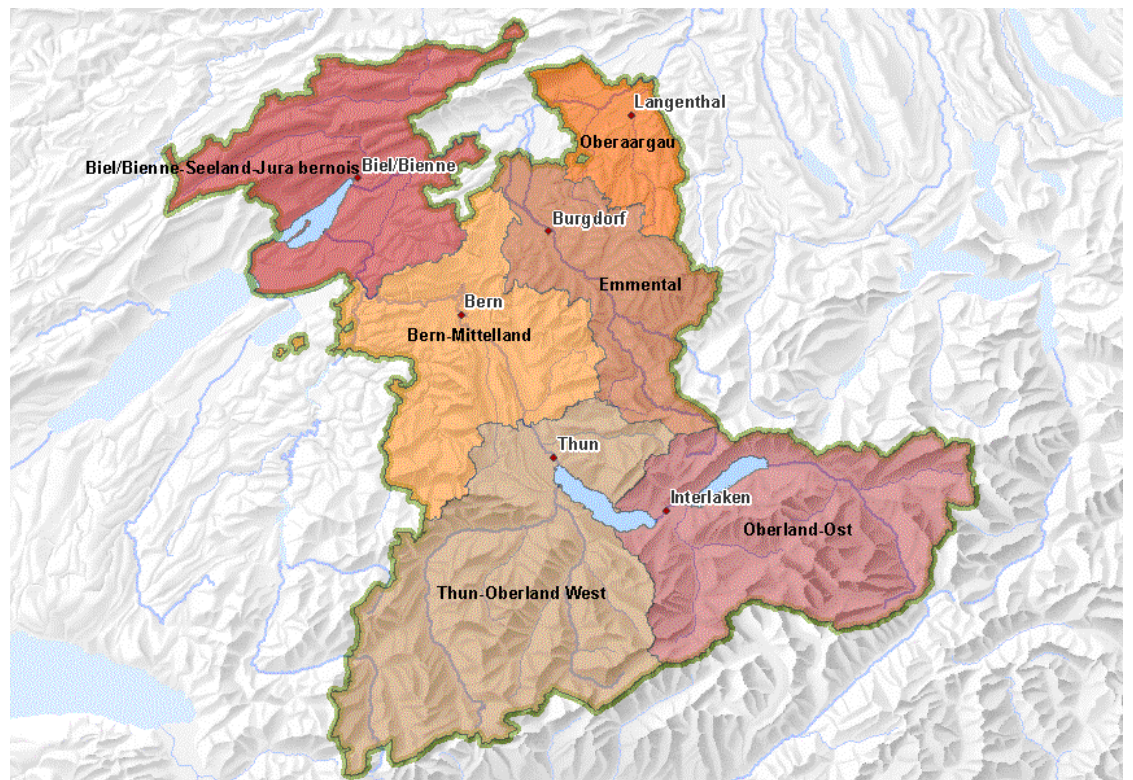 Langenthal
Oberaargau
Biel/Bienne-Seeland-Jura bernois
Biel/Bienne
Burgdorf
Emmental
Bern
Bern-Mittelland
Thun
Interlaken
Oberland-Ost
Thun-Oberland West